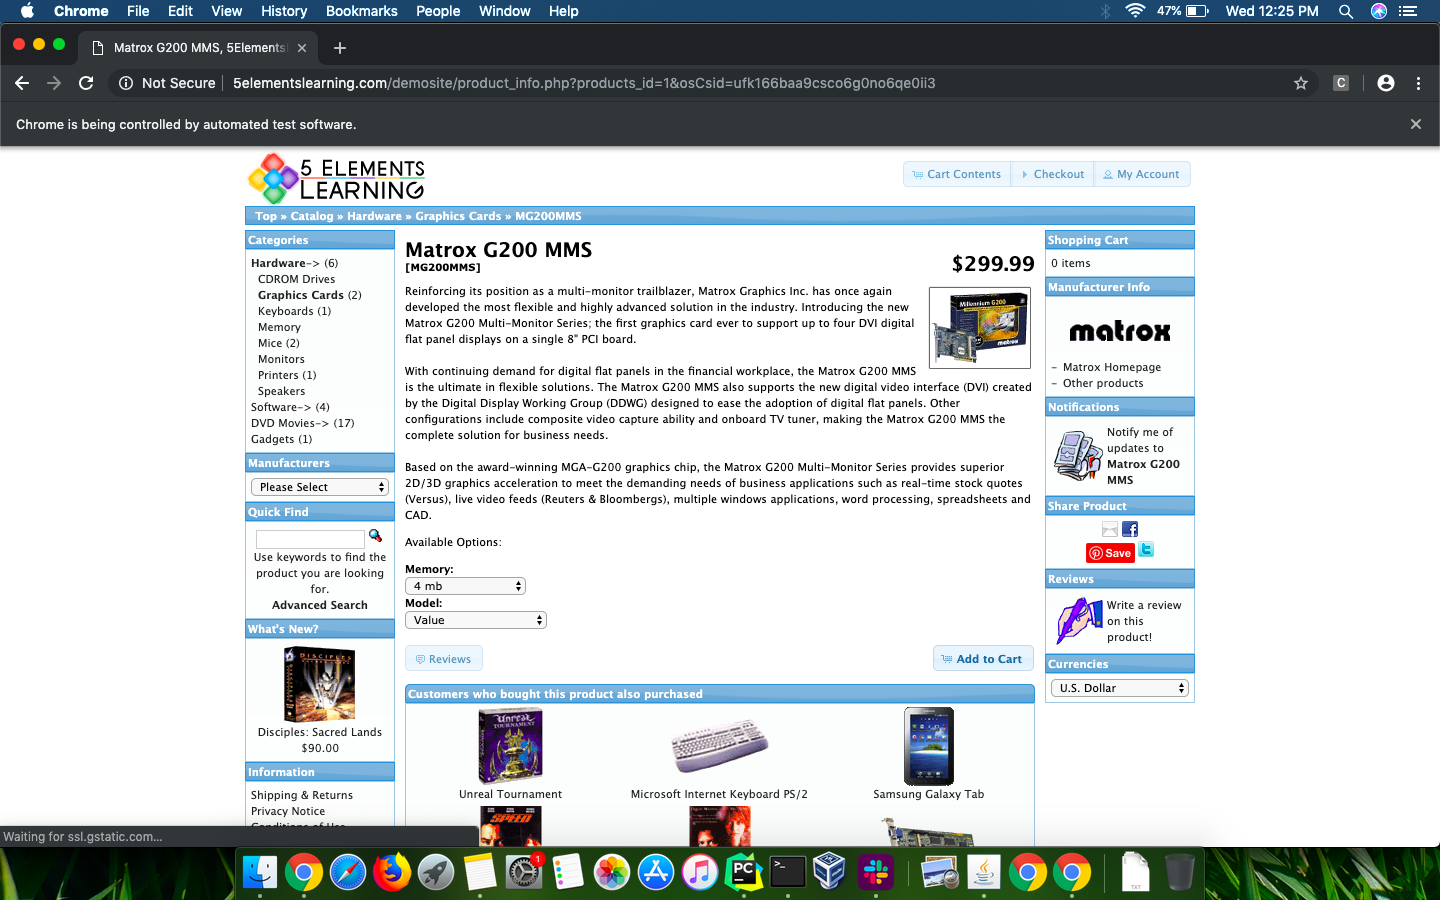 Chrome File Edit View History Bookmarks People Window Help
47% Wed 12:25 PM
Matrox G200 MMS, 5Elements
Not Secure 5elementslearning.com/demosite/product_info.php?products_id=1&osCsid=ufk166baa9csco6g0no6qe0ii3
Chrome is being controlled by automated test software.
5 ELEMENTS
LEARNING
Cart Contents Checkout My Account
Top » Catalog » Hardware » Graphics Cards » MG200MMS
Categories
Hardware-> (6)
CDROM Drives
Graphics Cards (2)
Keyboards (1)
Memory
Mice (2)
Monitors
Printers (1)
Speakers
Software-> (4)
DVD Movies-> (17)
Gadgets (1)
Manufacturers
Please Select
Quick Find
Use keywords to find the
product you are looking
for.
Advanced Search
What's New?
DISCIPLES
Disciples: Sacred Lands
$90.00
Information
Shipping & Returns
Privacy Notice
Conditions of Use
Matrox G200 MMS
[MG200MMS]
$299.99
Reinforcing its position as a multi-monitor trailblazer, Matrox Graphics Inc. has once again
developed the most flexible and highly advanced solution in the industry. Introducing the new
Matrox G200 Multi-Monitor Series; the first graphics card ever to support up to four DVI digital
flat panel displays on a single 8" PCI board.
Millennium G200
matrox
With continuing demand for digital flat panels in the financial workplace, the Matrox G200 MMS
is the ultimate in flexible solutions. The Matrox G200 MMS also supports the new digital video interface (DVI) created
by the Digital Display Working Group (DDWG) designed to ease the adoption of digital flat panels. Other
configurations include composite video capture ability and onboard TV tuner, making the Matrox G200 MMS the
complete solution for business needs.
Based on the award-winning MGA-G200 graphics chip, the Matrox G200 Multi-Monitor Series provides superior
2D/3D graphics acceleration to meet the demanding needs of business applications such as real-time stock quotes
(Versus), live video feeds (Reuters & Bloombergs), multiple windows applications, word processing, spreadsheets and
CAD.
Available Options:
Memory:
4 mb
Model:
Value
Reviews
Add to Cart
Customers who bought this product also purchased
Unreal
TOURNAMENT
Unreal Tournament
Microsoft Internet Keyboard PS/2
Samsung Galaxy Tab
SPEED
Shopping Cart
0 items
Manufacturer Info
matrox
- Matrox Homepage
- Other products
Notifications
Notify me of
updates to
Matrox G200
MMS
Share Product
Save
Reviews
Write a review
on this
product!
Currencies
U.S. Dollar
Waiting for ssl.gstatic.com...
1
PC
TXT